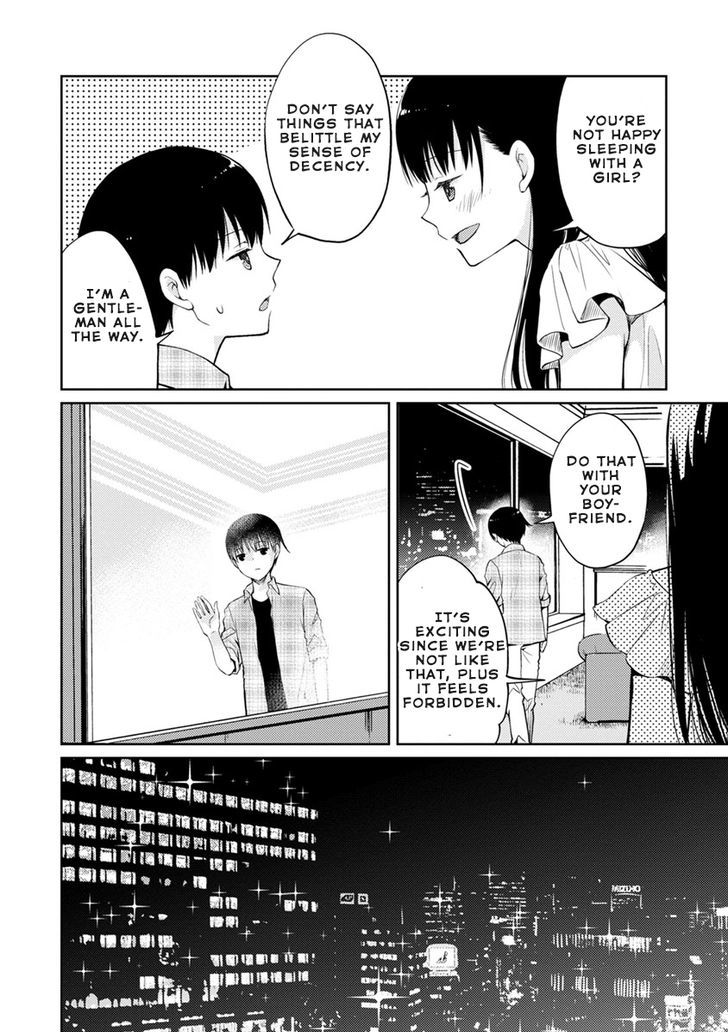 YOU'RE
NOT HAPPY
SLEEPING
WITH A
GIRL?
DON'T SAY
THINGS THAT
BELITTLE MY
SENSE OF
DECENCY.
I'M A
GENTLE-
MAN ALL
THE WAY.
DO THAT
WITH
YOUR
BOY-
FRIEND.
IT'S
EXCITING
SINCE WE'RE
NOT LIKE
THAT, PLUS
IT FEELS
FORBIDDEN.